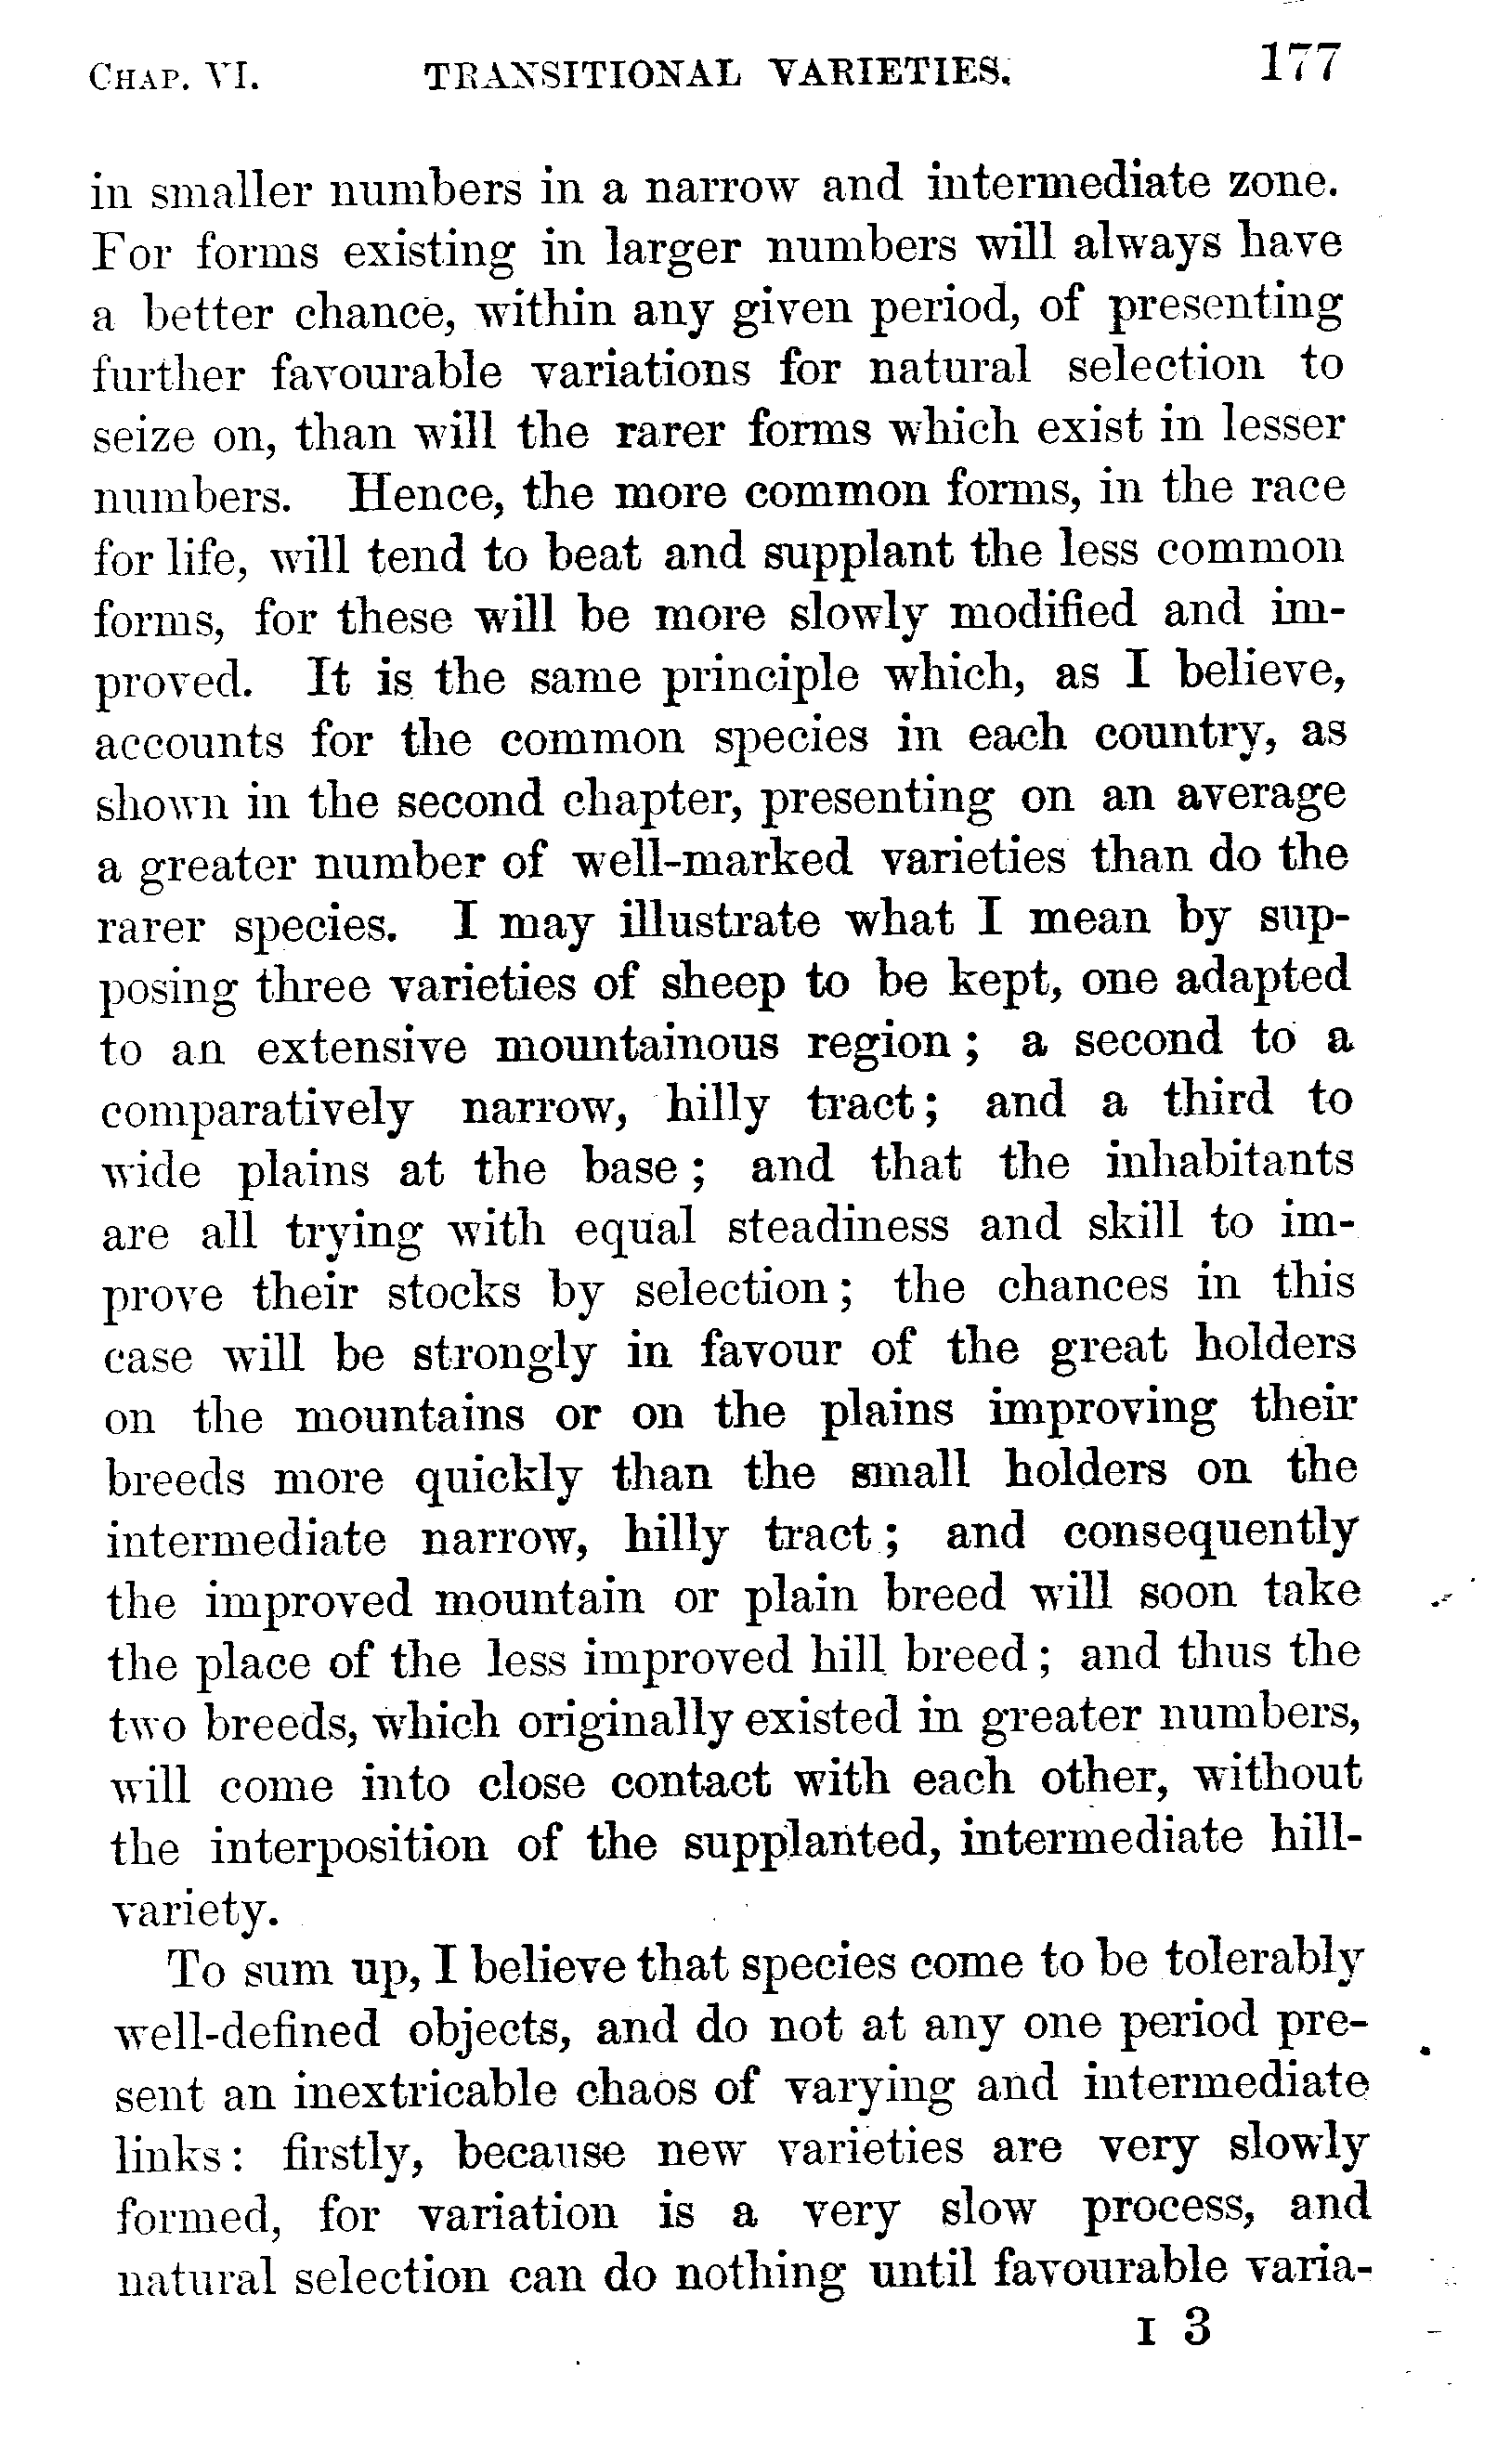 CHAP. VI. TRANSITIONAL VARIETIES. 177
in smaller numbers in a narrow and intermediate zone.
For forms existing in larger numbers will always have
a better chance, within any given period, of presenting
further favourable variations for natural selection to
seize on, than will the rarer forms which exist in lesser
numbers. Hence, the more common forms, in the race
for life, will tend to beat and supplant the less common
forms, for these will be more slowly modified and im-
proved. It is the same principle which, as I believe,
accounts for the common species in each country, as
shown in the second chapter, presenting on an average
a greater number of well-marked varieties than do the
rarer species. I may illustrate what I mean by sup-
posing three varieties of sheep to be kept, one adapted
to an extensive mountainous region; a second to a
comparatively narrow, hilly tract; and a third to
wide plains at the base; and that the inhabitants
are all trying with equal steadiness and skill to im-
prove their stocks by selection; the chances in this
case will be strongly in favour of the great holders
on the mountains or on the plains improving their
breeds more quickly than the small holders on the
intermediate narrow, hilly tract; and consequently
the improved mountain or plain breed will soon take
the place of the less improved hill breed; and thus the
two breeds, which originally existed in greater numbers,
will come into close contact with each other, without
the interposition of the supplanted, intermediate hill-
variety.
To sum up, I believe that species come to be tolerably
well-defined objects, and do not at any one period pre-
sent an inextricable chaos of varying and intermediate
links: firstly, because new varieties are very slowly
formed, for variation is a very slow process, and
natural selection can do nothing until favourable varia-
I 3